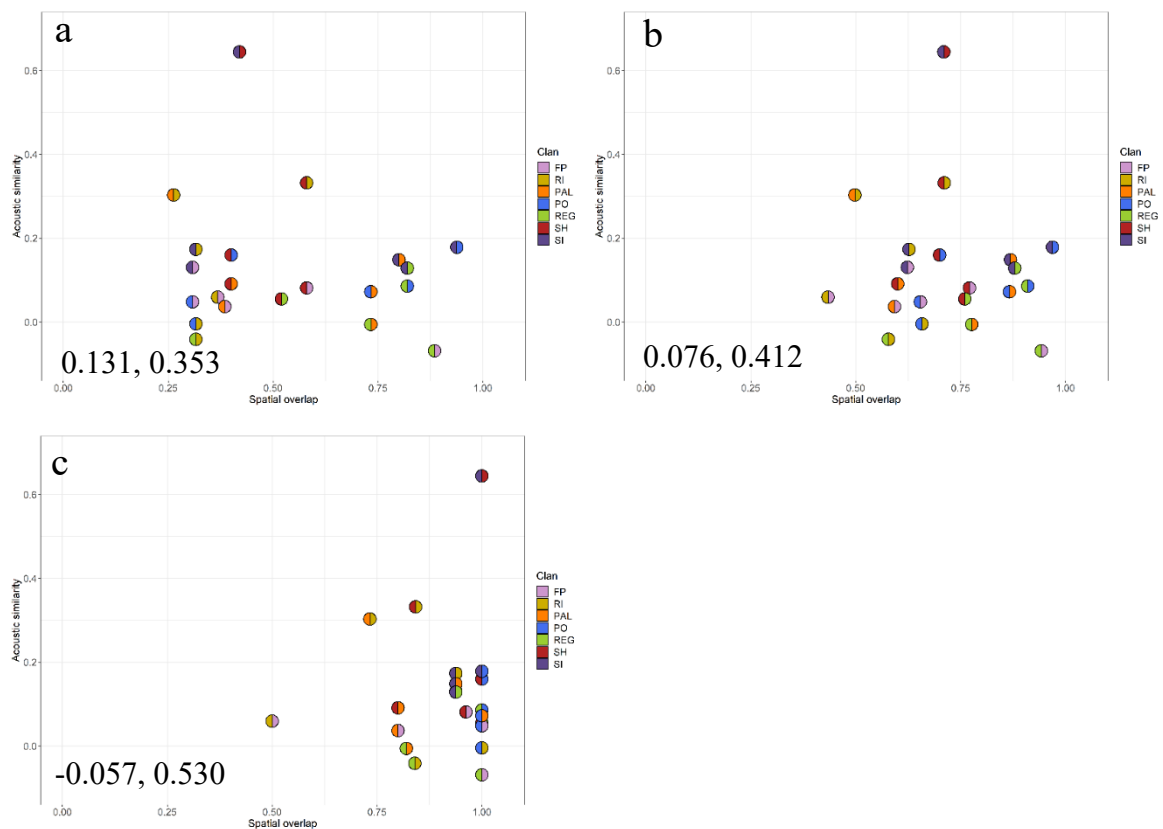 a
Acoustic similarity
0.6
0.4
0.2
0.0
0.131, 0.353
0.00 0.25 0.50 0.75 1.00
Spatial overlap
Clan
FP
RI
PAL
PO
REG
SH
SI
b
Acoustic similarity
0.6
0.4
0.2
0.0
0.076, 0.412
0.00 0.25 0.50 0.75 1.00
Spatial overlap
Clan
FP
RI
PAL
PO
REG
SH
SI
c
Acoustic similarity
0.6
0.4
0.2
0.0
-0.057, 0.530
0.00 0.25 0.50 0.75 1.00
Spatial overlap
Clan
FP
RI
PAL
PO
REG
SH
SI